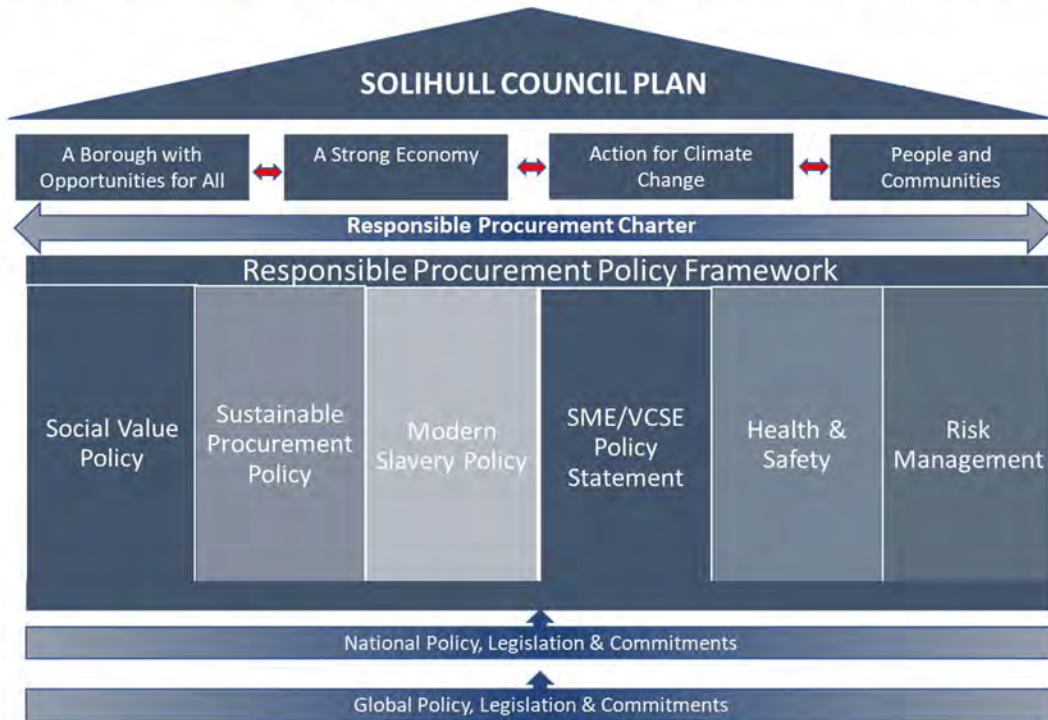 SOLIHULL COUNCIL PLAN
A Borough with
Opportunities for All
A Strong Economy
Action for Climate
Change
People and
Communities
Responsible Procurement Charter
Responsible Procurement Policy Framework
Social Value
Policy
Sustainable
Procurement
Policy
Modern
Slavery Policy
SME/VCSE
Policy
Statement
Health &
Safety
Risk
Management
National Policy, Legislation & Commitments
Global Policy, Legislation & Commitments